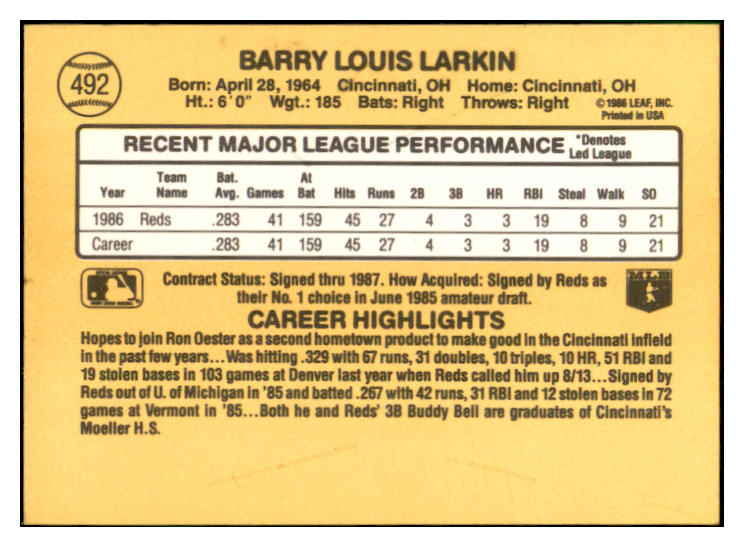 492
BARRY LOUIS LARKIN
Born: April 28, 1964 Cincinnati, OH Home: Cincinnati, OH
Ht.: 6'0" Wgt.: 185 Bats: Right Throws: Right
© 1986 LEAF, INC.
Printed in USA
RECENT MAJOR LEAGUE PERFORMANCE *Denotes Led League
Year Team Name Bat. Avg. Games At Bat Hits Runs 2B 3B HR RBI Steal Walk SO
1986 Reds .283 41 159 45 27 4 3 3 19 8 9 21
Career .283 41 159 45 27 4 3 3 19 8 9 21
Contract Status: Signed thru 1987. How Acquired: Signed by Reds as
their No. 1 choice in June 1985 amateur draft.
MLB
CAREER HIGHLIGHTS
Hopes to join Ron Oester as a second hometown product to make good in the Cincinnati infield
in the past few years...Was hitting .329 with 67 runs, 31 doubles, 10 triples, 10 HR, 51 RBI and
19 stolen bases in 103 games at Denver last year when Reds called him up 8/13...Signed by
Reds out of U. of Michigan in '85 and batted .267 with 42 runs, 31 RBI and 12 stolen bases in 72
games at Vermont in '85...Both he and Reds' 3B Buddy Bell are graduates of Cincinnati's
Moeller H.S.